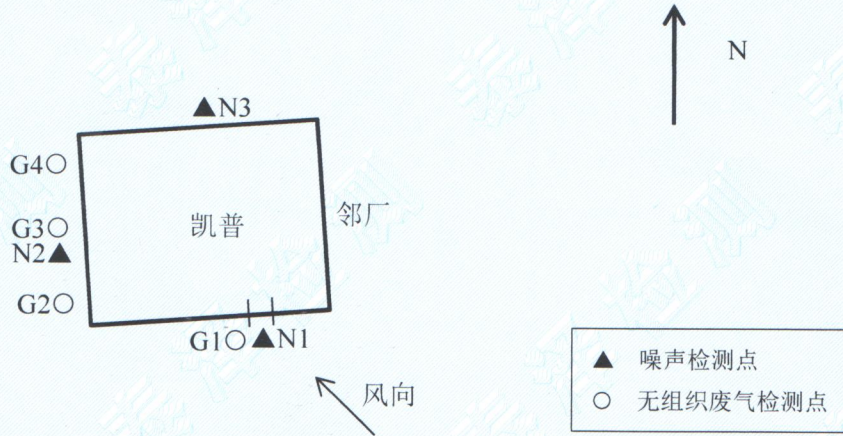 N
▲N3
G4○
凯普
邻厂
G3○
N2▲
G2○
G1○▲N1
风向
▲ 噪声检测点
○ 无组织废气检测点